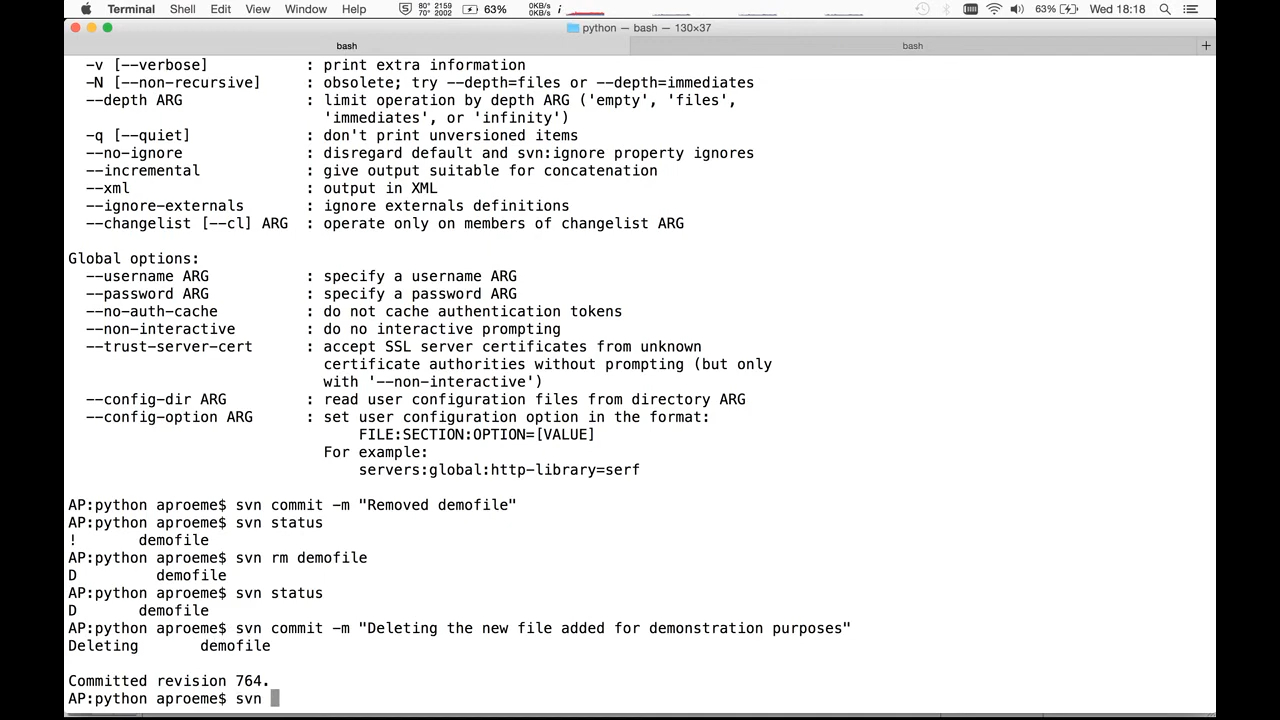 Terminal Shell Edit View Window Help 80° 2159 70° 2002 63% 0KB/s 0KB/s 63% Wed 18:18
python — bash — 130×37
bash bash +
-v [--verbose] : print extra information
-N [--non-recursive] : obsolete; try --depth=files or --depth=immediates
--depth ARG : limit operation by depth ARG ('empty', 'files',
'immediates', or 'infinity')
-q [--quiet] : don't print unversioned items
--no-ignore : disregard default and svn:ignore property ignores
--incremental : give output suitable for concatenation
--xml : output in XML
--ignore-externals : ignore externals definitions
--changelist [--cl] ARG : operate only on members of changelist ARG
Global options:
--username ARG : specify a username ARG
--password ARG : specify a password ARG
--no-auth-cache : do not cache authentication tokens
--non-interactive : do no interactive prompting
--trust-server-cert : accept SSL server certificates from unknown
certificate authorities without prompting (but only
with '--non-interactive')
--config-dir ARG : read user configuration files from directory ARG
--config-option ARG : set user configuration option in the format:
FILE:SECTION:OPTION=[VALUE]
For example:
servers:global:http-library=serf
AP:python aproeme$ svn commit -m "Removed demofile"
AP:python aproeme$ svn status
! demofile
AP:python aproeme$ svn rm demofile
D demofile
AP:python aproeme$ svn status
D demofile
AP:python aproeme$ svn commit -m "Deleting the new file added for demonstration purposes"
Deleting demofile
Committed revision 764.
AP:python aproeme$ svn